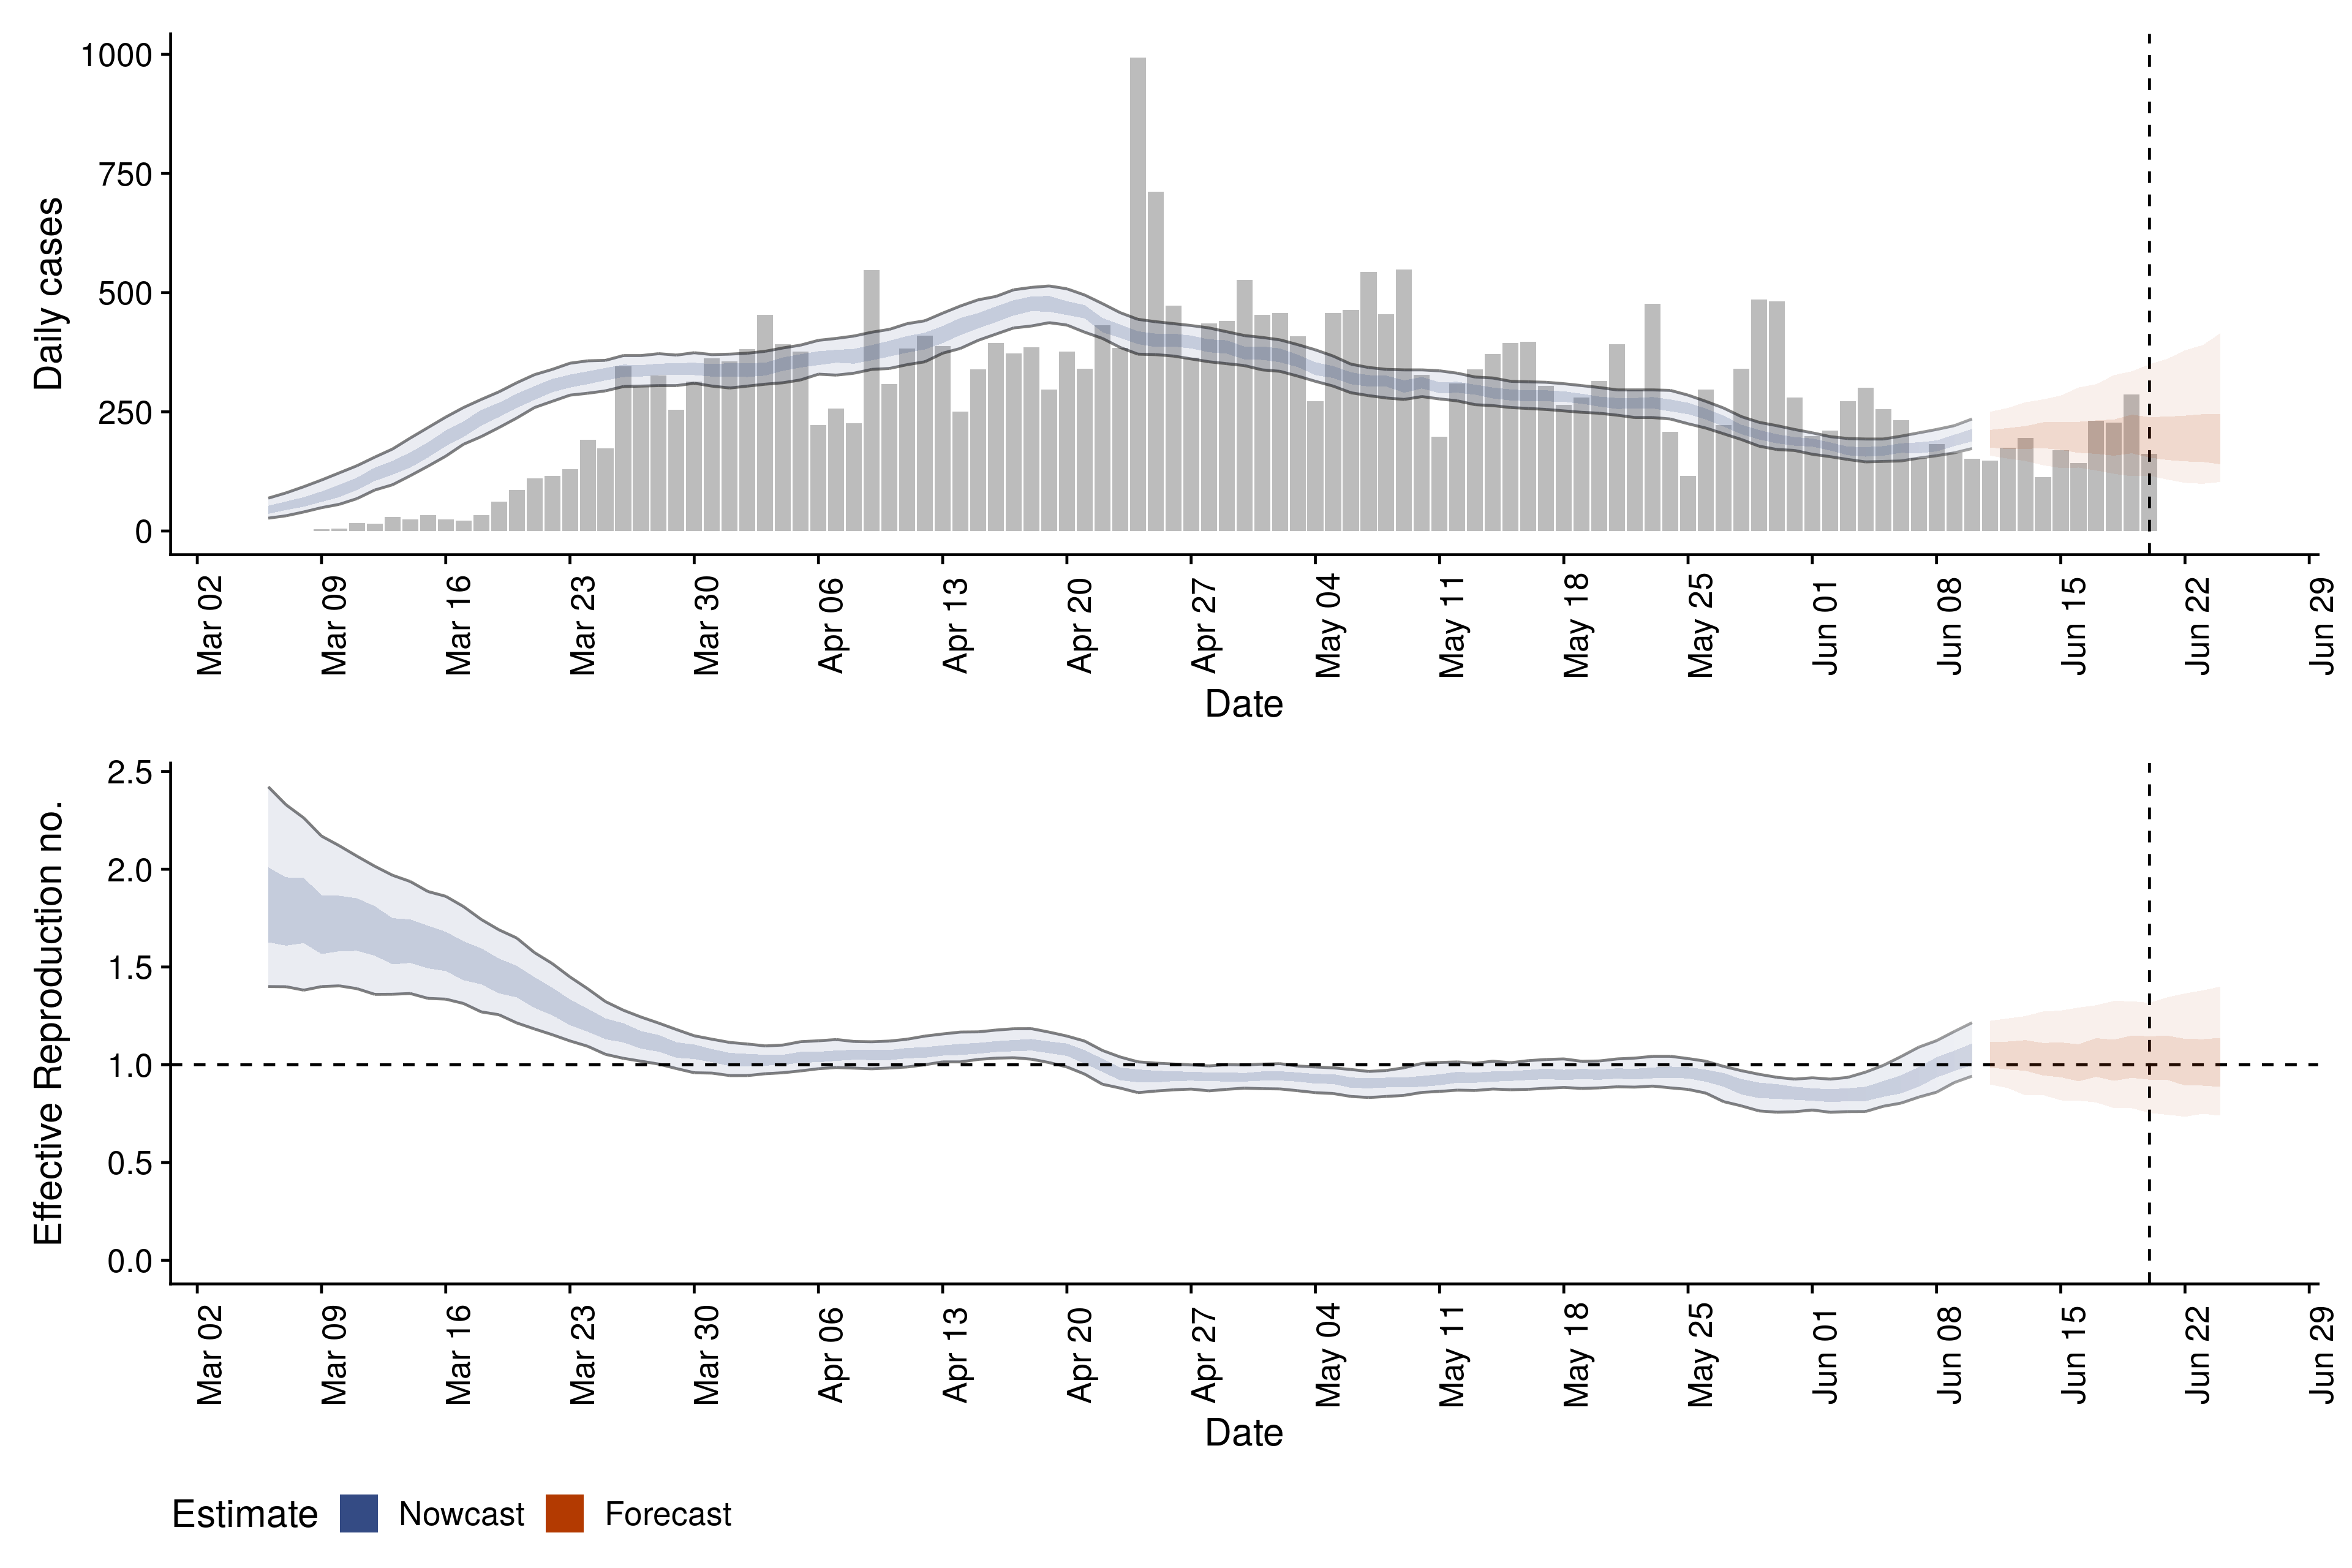 1000
750
500
250
0
Daily cases
Mar 02 Mar 09 Mar 16 Mar 23 Mar 30 Apr 06 Apr 13 Apr 20 Apr 27 May 04 May 11 May 18 May 25 Jun 01 Jun 08 Jun 15 Jun 22 Jun 29
Date
2.5
2.0
1.5
1.0
0.5
0.0
Effective Reproduction no.
Mar 02 Mar 09 Mar 16 Mar 23 Mar 30 Apr 06 Apr 13 Apr 20 Apr 27 May 04 May 11 May 18 May 25 Jun 01 Jun 08 Jun 15 Jun 22 Jun 29
Date
Estimate Nowcast Forecast